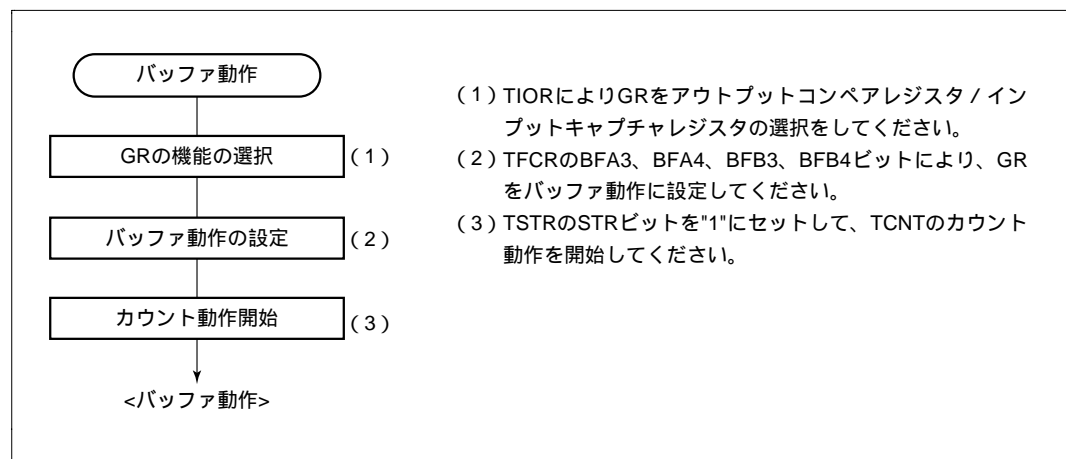 バッファ動作
GRの機能の選択
(1)
バッファ動作の設定
(2)
カウント動作開始
(3)
<バッファ動作>
(1)TIORによりGRをアウトプットコンペアレジスタ / イン
プットキャプチャレジスタの選択をしてください。
(2)TFCRのBFA3、BFA4、BFB3、BFB4ビットにより、GR
をバッファ動作に設定してください。
(3)TSTRのSTRビットを"1"にセットして、TCNTのカウント
動作を開始してください。